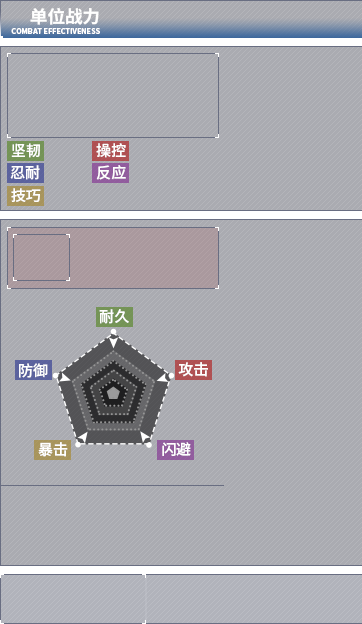 单位战力
COMBAT EFFECTIVENESS
坚韧 操控
忍耐 反应
技巧
耐久
防御 攻击
暴击 闪避